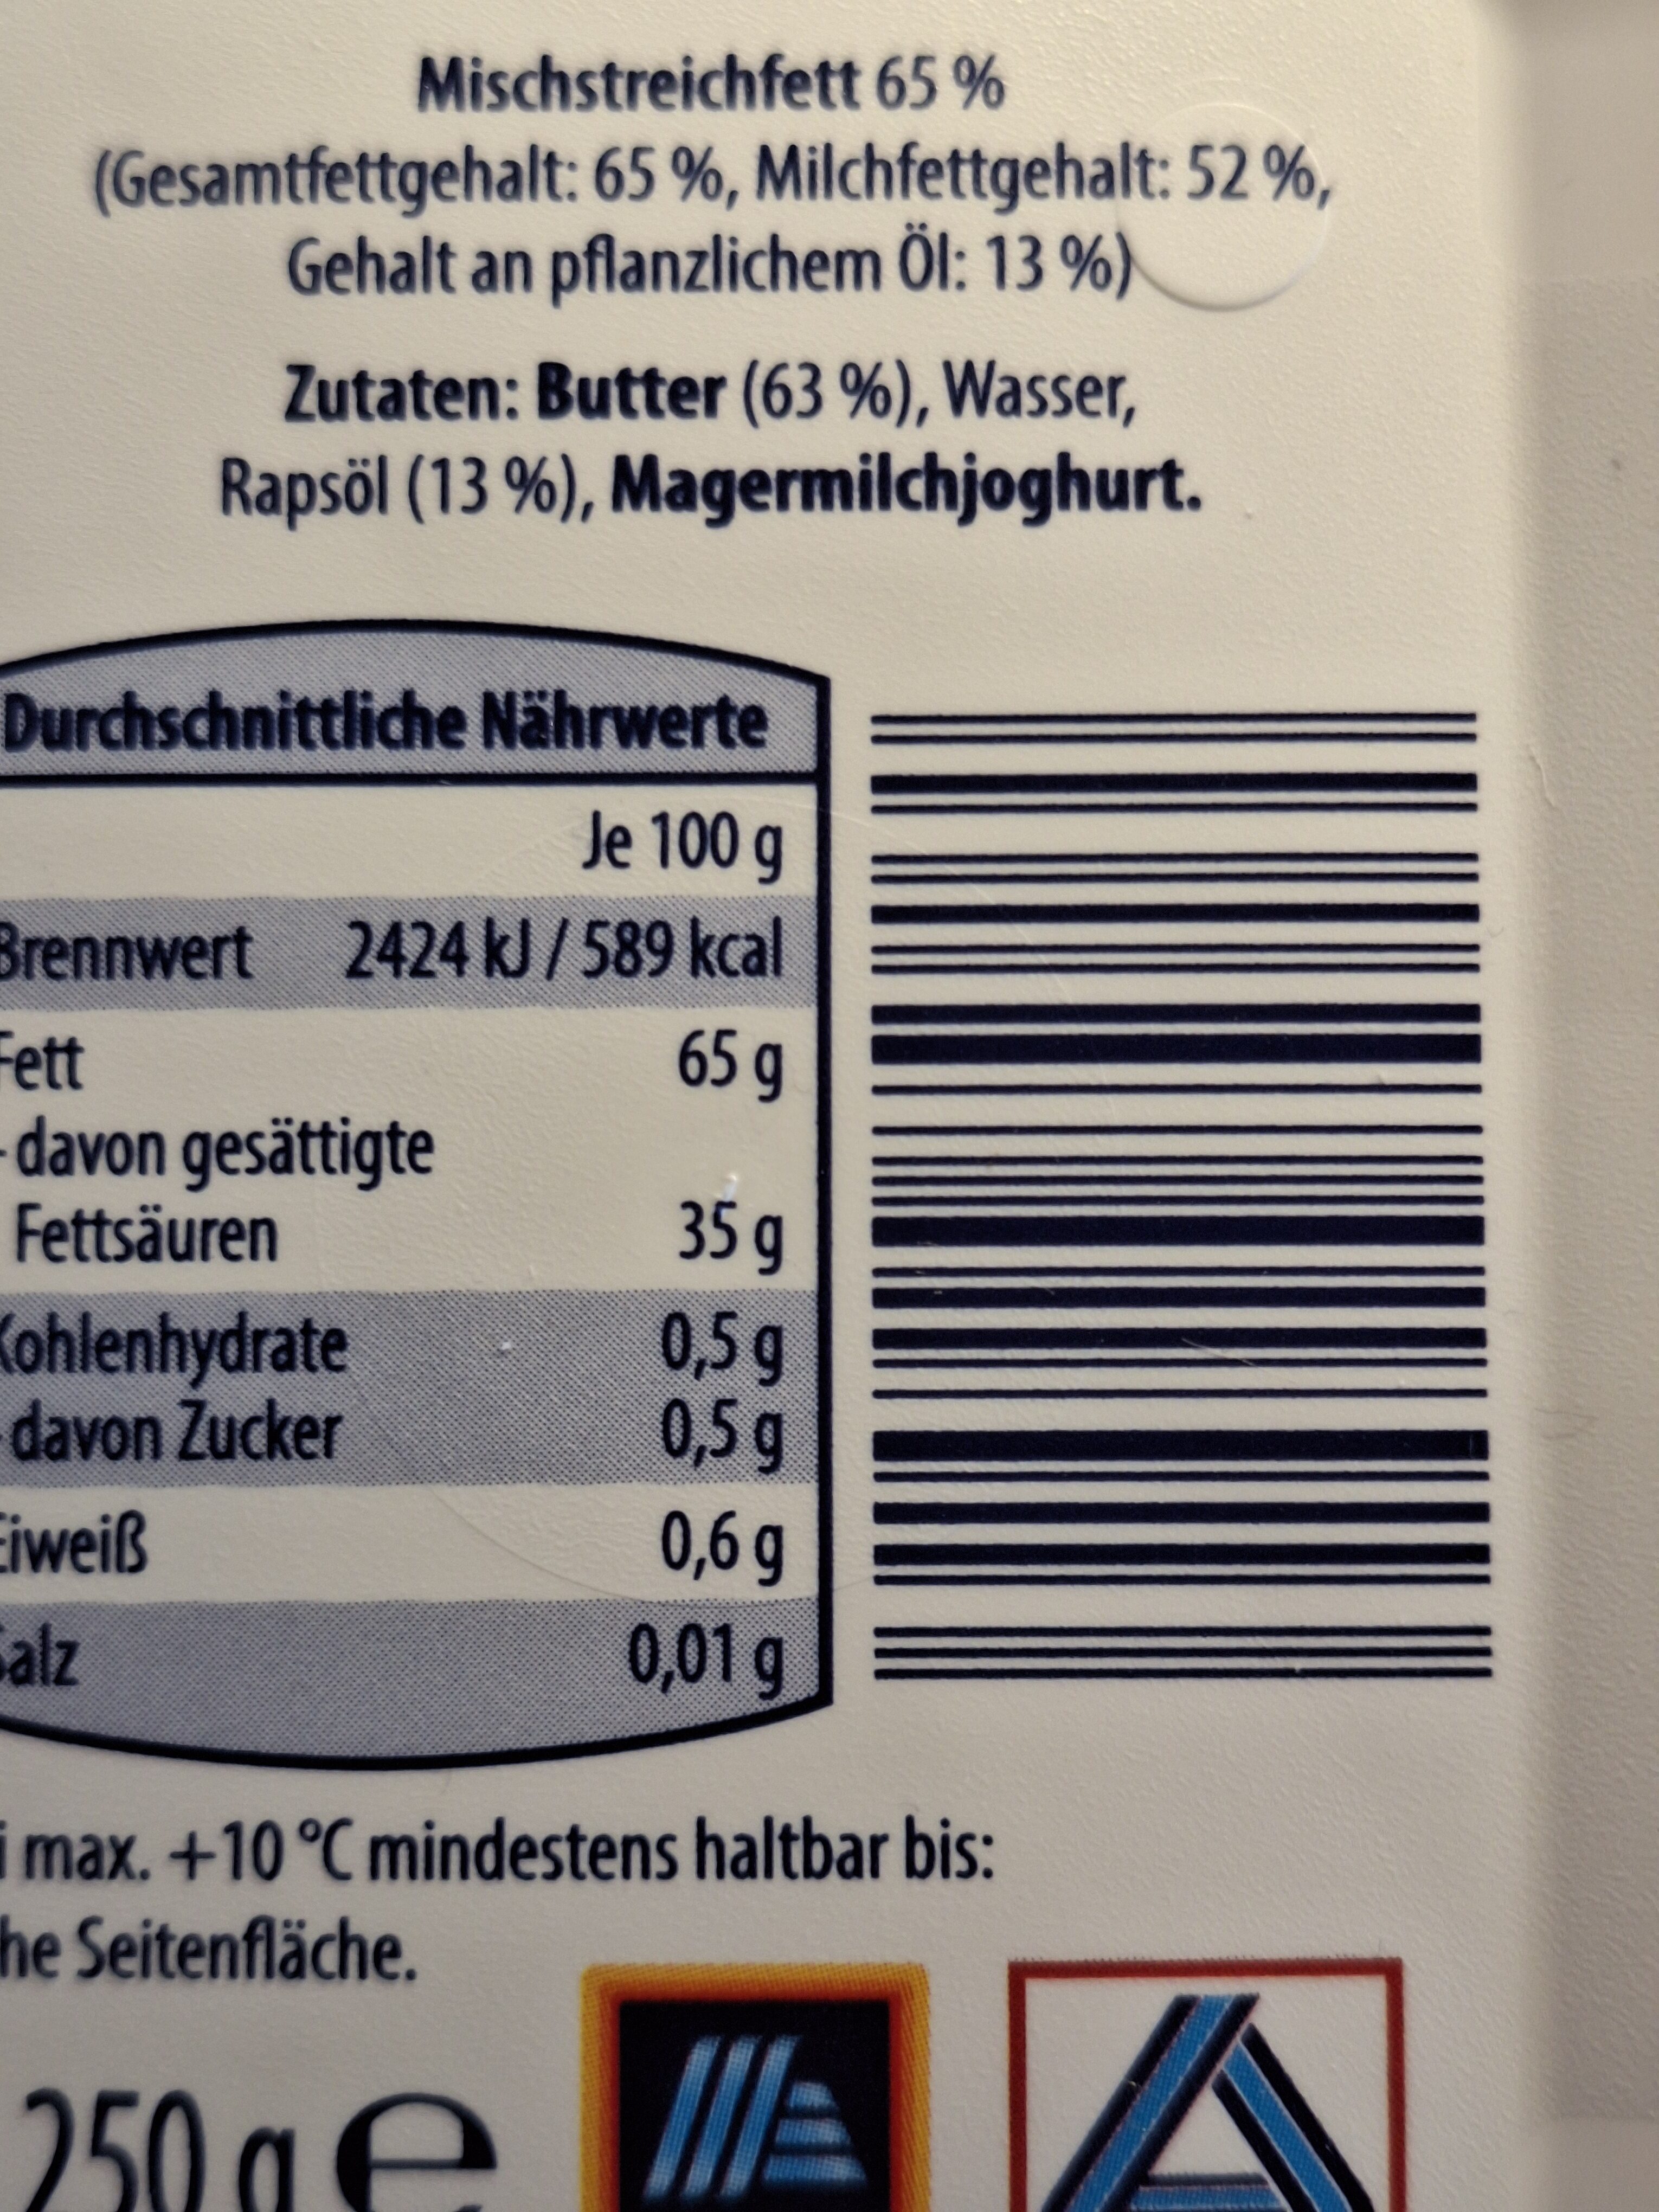 Mischstreichfett 65 %
(Gesamtfettgehalt: 65 %, Milchfettgehalt: 52 %,
Gehalt an pflanzlichem Öl: 13 %)
Zutaten: Butter (63 %), Wasser,
Rapsöl (13 %), Magermilchjoghurt.
Durchschnittliche Nährwerte
Je 100 g
Brennwert 2424 kJ / 589 kcal
Fett 65 g
- davon gesättigte
Fettsäuren 35 g
Kohlenhydrate 0,5 g
- davon Zucker 0,5 g
Eiweiß 0,6 g
Salz 0,01 g
max. +10 °C mindestens haltbar bis:
Seitenfläche.
250 g e